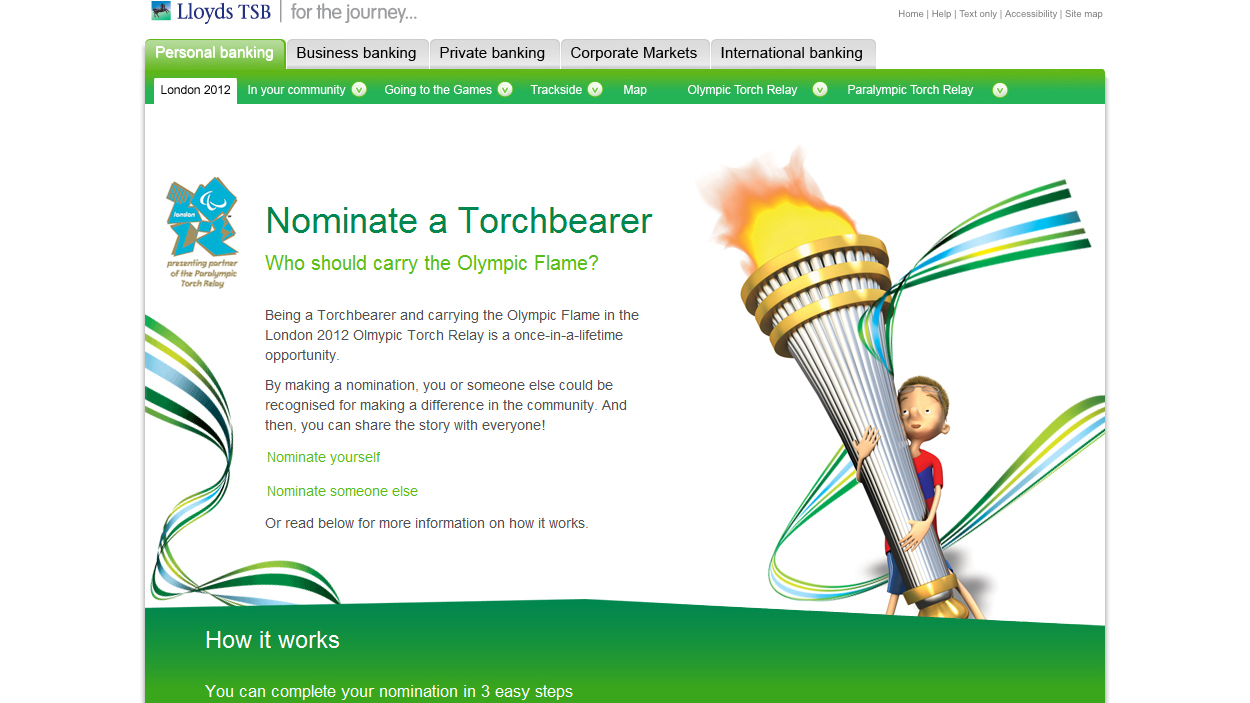 Lloyds TSB | for the journey...
Home | Help | Text only | Accessibility | Site map
Personal banking Business banking Private banking Corporate Markets International banking
London 2012 In your community Going to the Games Trackside Map Olympic Torch Relay Paralympic Torch Relay
london
presenting partner
of the Paralympic
Torch Relay
Nominate a Torchbearer
Who should carry the Olympic Flame?
Being a Torchbearer and carrying the Olympic Flame in the
London 2012 Olmypic Torch Relay is a once-in-a-lifetime
opportunity.
By making a nomination, you or someone else could be
recognised for making a difference in the community. And
then, you can share the story with everyone!
Nominate yourself
Nominate someone else
Or read below for more information on how it works.
How it works
You can complete your nomination in 3 easy steps